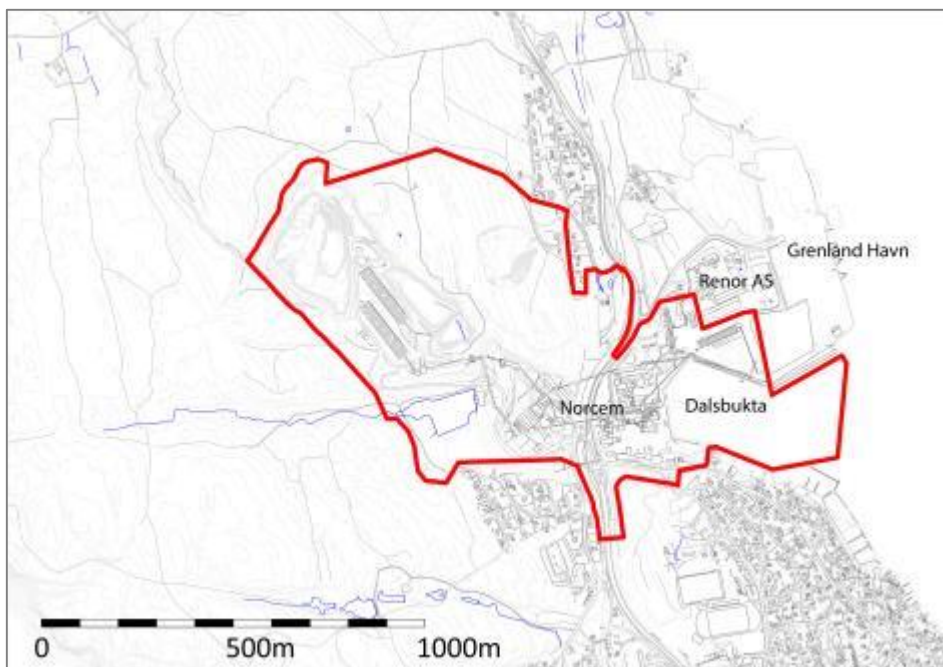 Grenland Havn
Renor AS
Norcem
Dalsbukta
0 500m 1000m